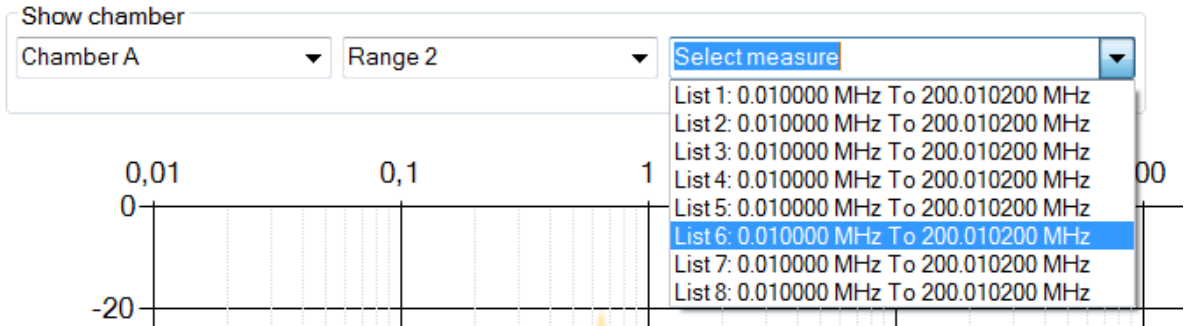 Show chamber
Chamber A Range 2 Select measure
List 1: 0.010000 MHz To 200.010200 MHz
List 2: 0.010000 MHz To 200.010200 MHz
List 3: 0.010000 MHz To 200.010200 MHz
List 4: 0.010000 MHz To 200.010200 MHz
List 5: 0.010000 MHz To 200.010200 MHz
List 6: 0.010000 MHz To 200.010200 MHz
List 7: 0.010000 MHz To 200.010200 MHz
List 8: 0.010000 MHz To 200.010200 MHz
0,01 0,1 1
0
-20